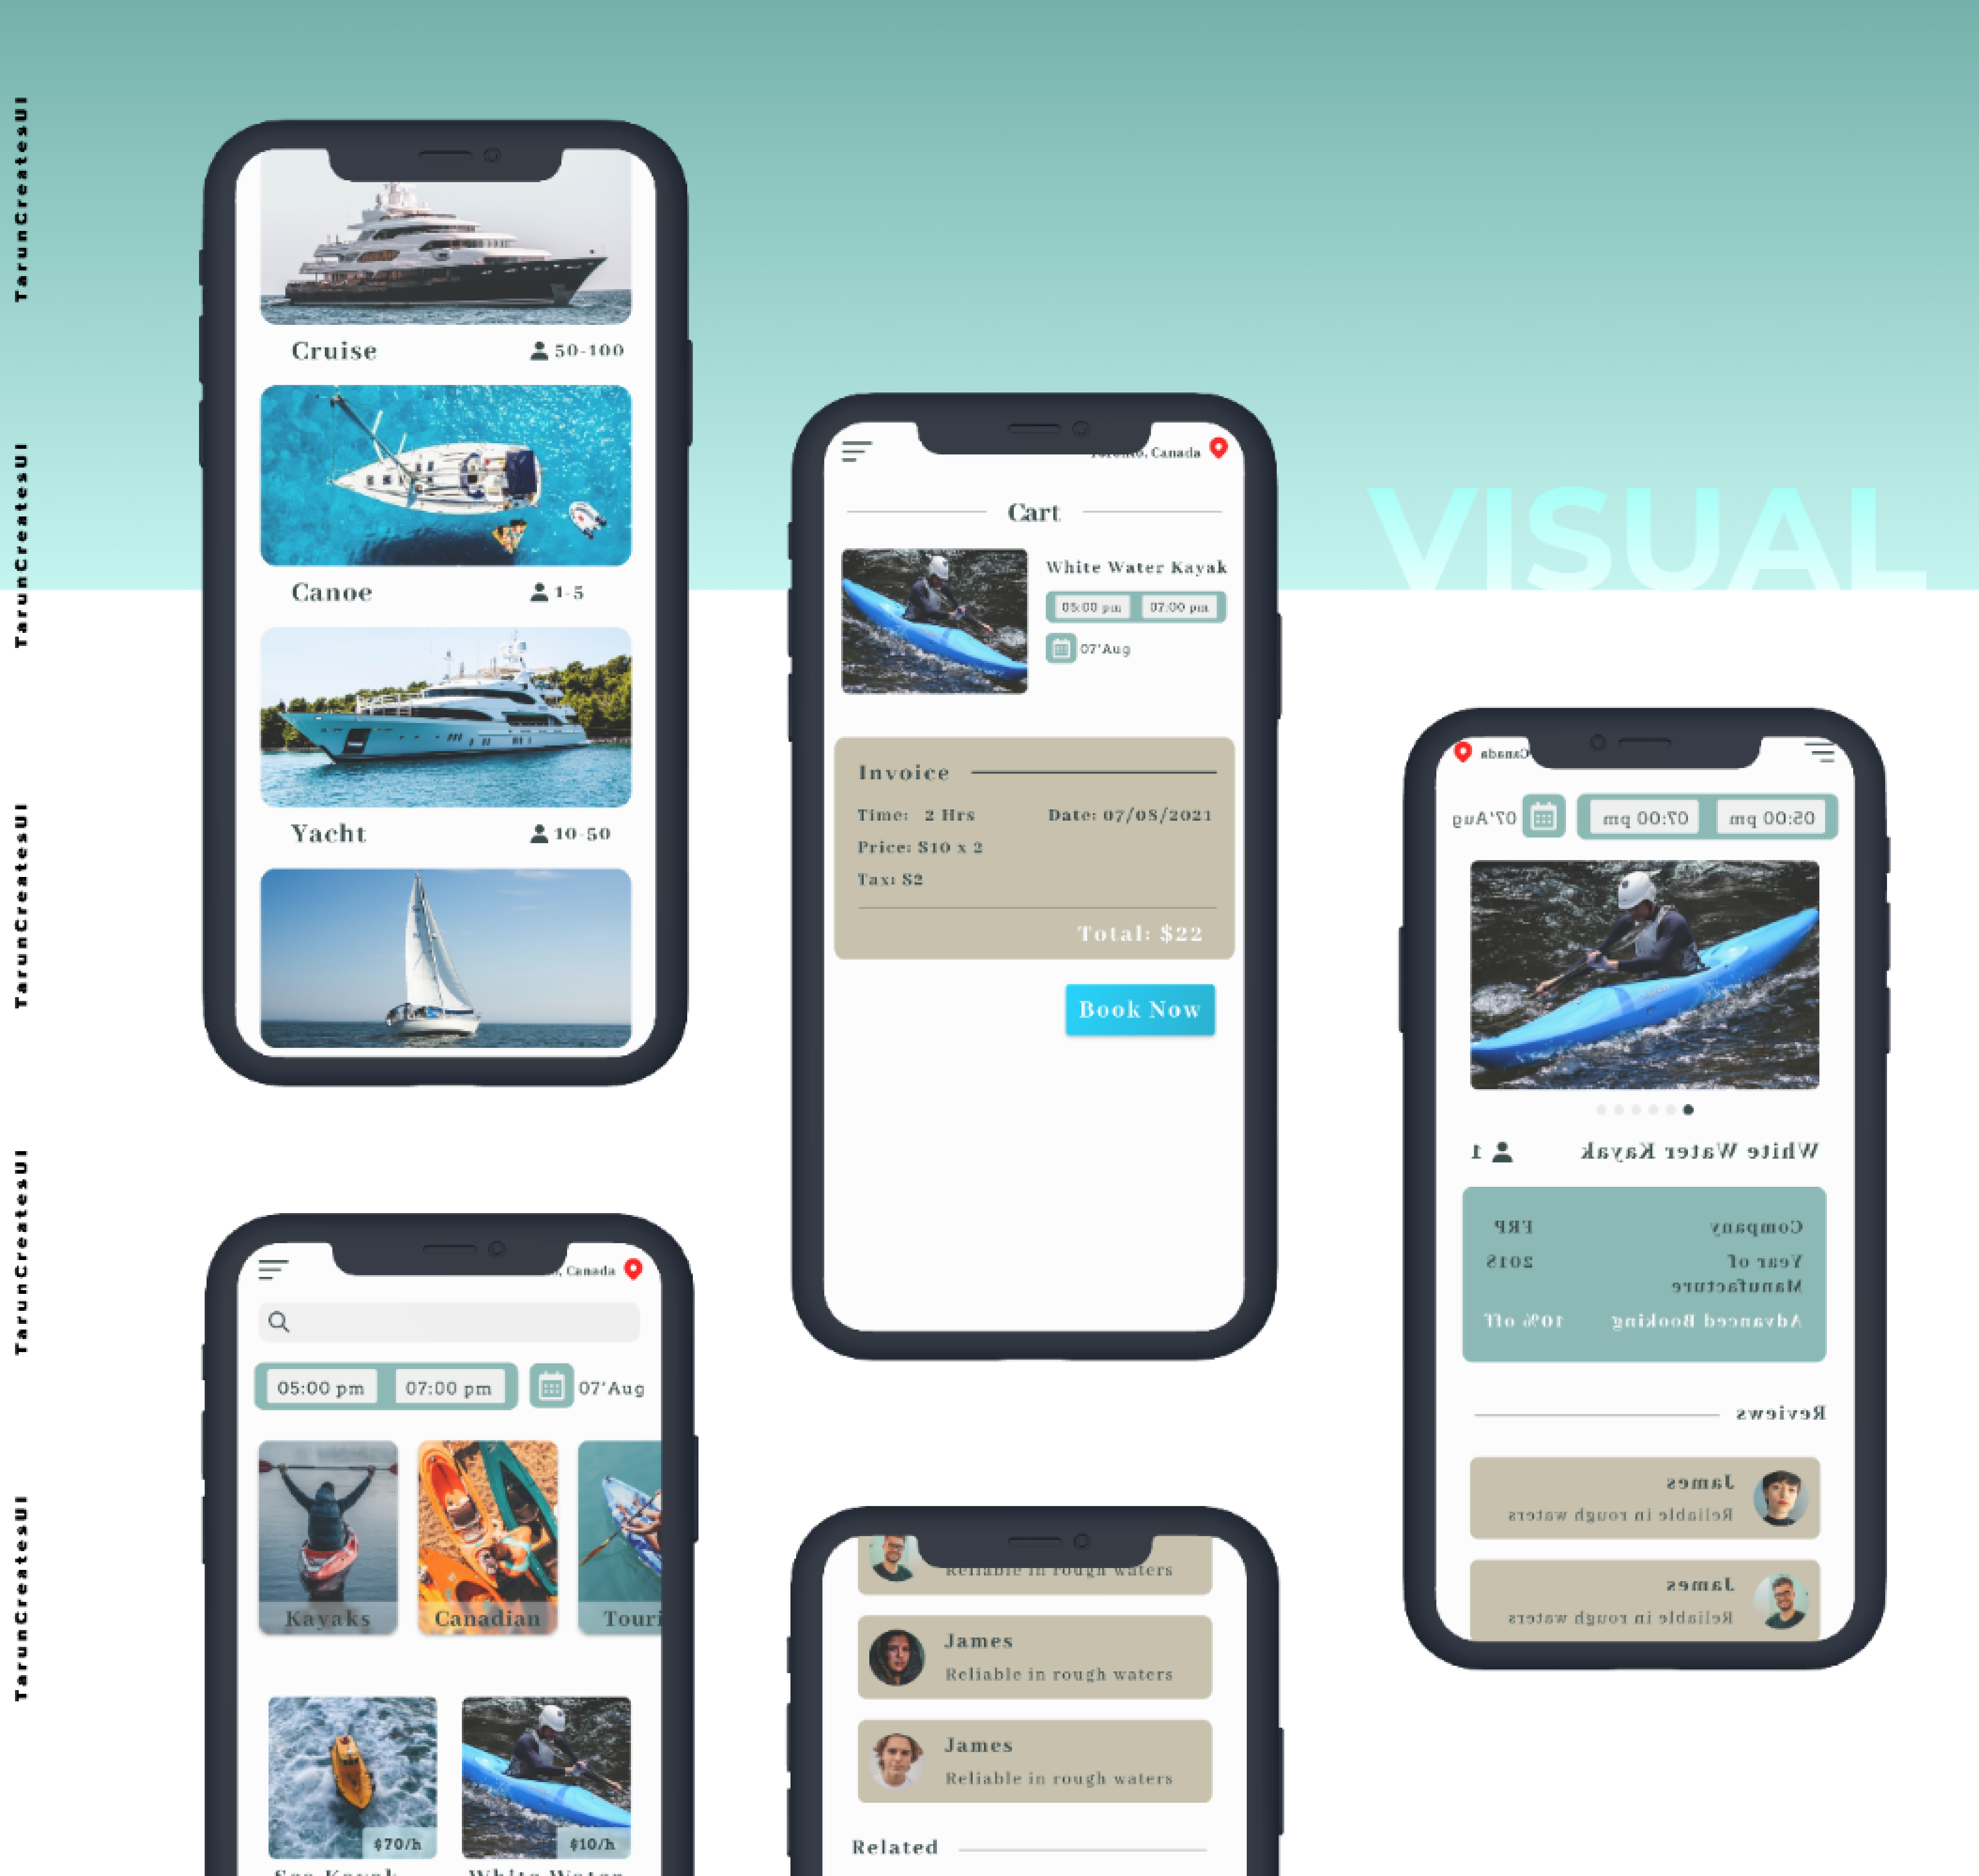 TarunCreatesUI
TarunCreatesUI
TarunCreatesUI
TarunCreatesUI
TarunCreatesUI
Cruise 50-100
Canoe 1-5
Yacht 10-50
Toronto, Canada
Cart
White Water Kayak
05:00 pm 07:00 pm
07'Aug
Invoice
Time: 2 Hrs Date: 07/08/2021
Price: $10 x 2
Tax: $2
Total: $22
Book Now
VISUAL
Canada
05:00 pm 07:00 pm 07'Aug
White Water Kayak 1
Company FRP
Year of 2018
Manufacture
Advanced Booking 10% off
Reviews
James
Reliable in rough waters
James
Reliable in rough waters
, Canada
05:00 pm 07:00 pm 07'Aug
Kayaks Canadian Touri
$70/h $10/h
Sea Kayak White Water
Reliable in rough waters
James
Reliable in rough waters
James
Reliable in rough waters
Related